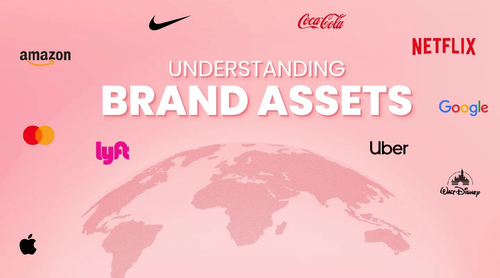 Coca-Cola
amazon
NETFLIX
UNDERSTANDING
BRAND ASSETS
Google
lyft
Uber
WALT DISNEY